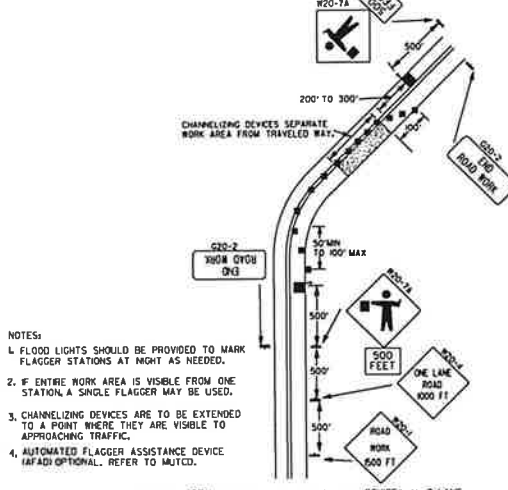 W20-7A
500
FEET
500'
200' TO 300'
CHANNELIZING DEVICES SEPARATE
WORK AREA FROM TRAVELED WAY.
100'
G20-2
END
ROAD WORK
G20-2
END
ROAD WORK
50'MIN
TO 100' MAX
W20-7A
500'
500
FEET
500'
W20-4
ONE LANE
ROAD
1000 FT
500'
W20-1
ROAD
WORK
1500 FT
NOTES:
1. FLOOD LIGHTS SHOULD BE PROVIDED TO MARK
FLAGGER STATIONS AT NIGHT AS NEEDED.
2. IF ENTIRE WORK AREA IS VISIBLE FROM ONE
STATION, A SINGLE FLAGGER MAY BE USED.
3. CHANNELIZING DEVICES ARE TO BE EXTENDED
TO A POINT WHERE THEY ARE VISIBLE TO
APPROACHING TRAFFIC.
4. AUTOMATED FLAGGER ASSISTANCE DEVICE
(AFAD) OPTIONAL. REFER TO MUTCD.